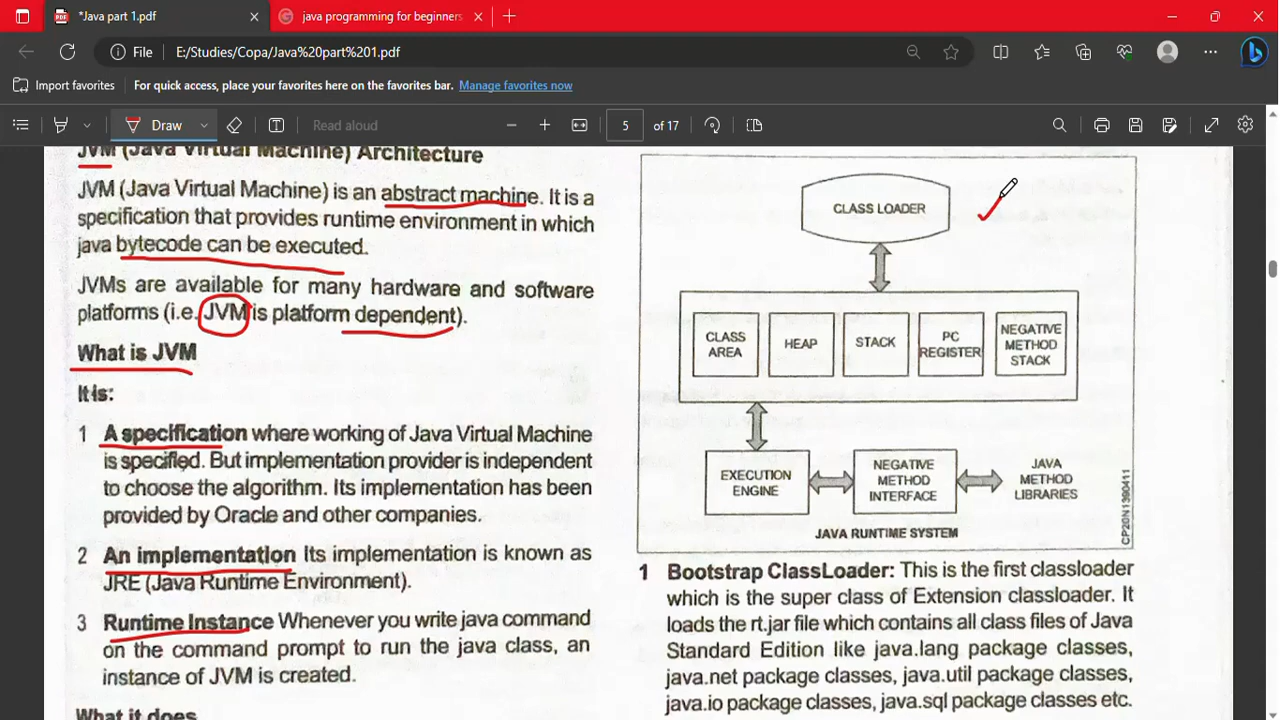 *Java part 1.pdf
java programming for beginners
File
E:/Studies/Copa/Java%20part%201.pdf
Import favorites
For quick access, place your favorites here on the favorites bar. Manage favorites now
Draw
Read aloud
5 of 17
JVM (Java Virtual Machine) Architecture
JVM (Java Virtual Machine) is an abstract machine. It is a
specification that provides runtime environment in which
java bytecode can be executed.
JVMs are available for many hardware and software
platforms (i.e. JVM is platform dependent).
What is JVM
It is:
1 A specification where working of Java Virtual Machine
is specified. But implementation provider is independent
to choose the algorithm. Its implementation has been
provided by Oracle and other companies.
2 An implementation Its implementation is known as
JRE (Java Runtime Environment).
3 Runtime Instance Whenever you write java command
on the command prompt to run the java class, an
instance of JVM is created.
What it does
CLASS LOADER
CLASS
AREA
HEAP
STACK
PC
REGISTER
NEGATIVE
METHOD
STACK
EXECUTION
ENGINE
NEGATIVE
METHOD
INTERFACE
JAVA
METHOD
LIBRARIES
JAVA RUNTIME SYSTEM
CP20N1390411
1 Bootstrap ClassLoader: This is the first classloader
which is the super class of Extension classloader. It
loads the rt.jar file which contains all class files of Java
Standard Edition like java.lang package classes,
java.net package classes, java.util package classes,
java.io package classes, java.sql package classes etc.